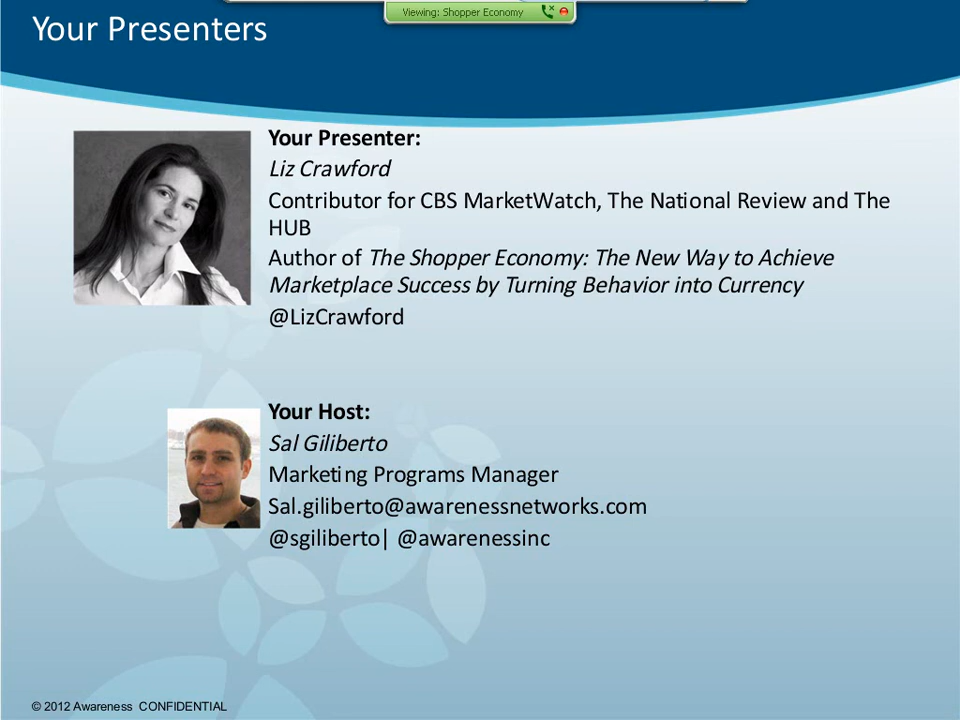 Viewing: Shopper Economy
Your Presenters
Your Presenter:
Liz Crawford
Contributor for CBS MarketWatch, The National Review and The
HUB
Author of The Shopper Economy: The New Way to Achieve
Marketplace Success by Turning Behavior into Currency
@LizCrawford
Your Host:
Sal Giliberto
Marketing Programs Manager
Sal.giliberto@awarenessnetworks.com
@sgiliberto| @awarenessinc
© 2012 Awareness CONFIDENTIAL